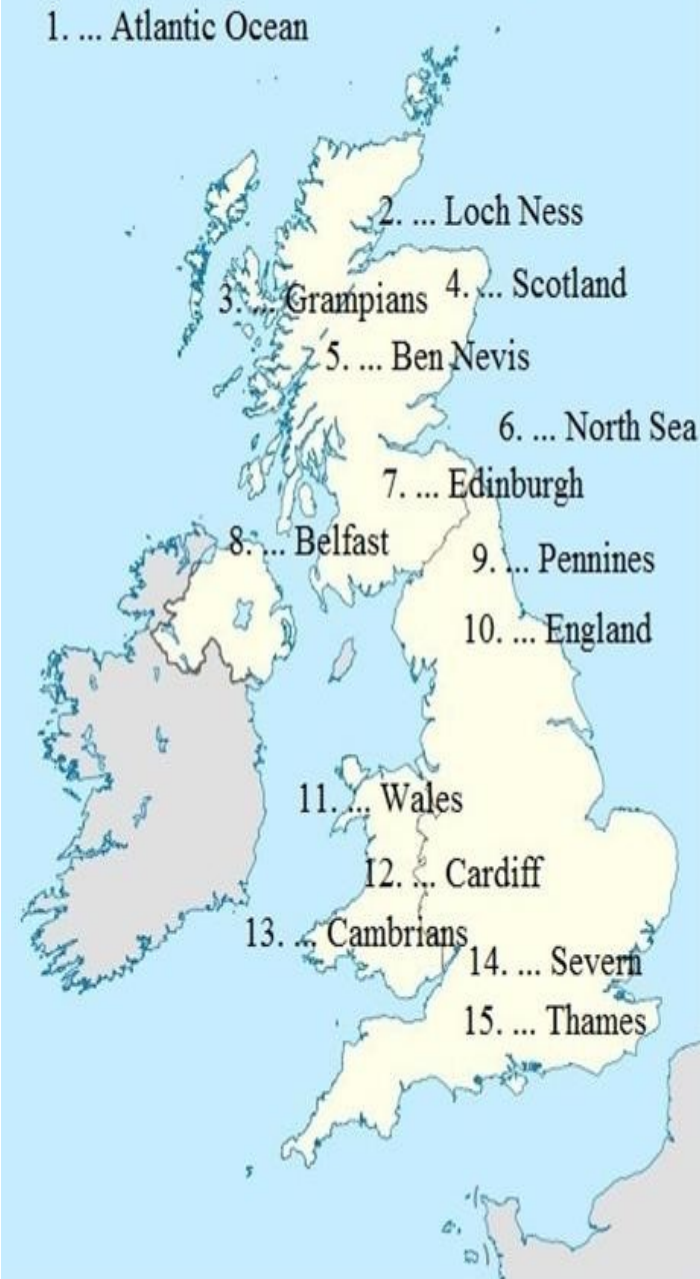 1. ... Atlantic Ocean
2. ... Loch Ness
3. ... Grampians
4. ... Scotland
5. ... Ben Nevis
6. ... North Sea
7. ... Edinburgh
8. ... Belfast
9. ... Pennines
10. ... England
11. ... Wales
12. ... Cardiff
13. ... Cambrians
14. ... Severn
15. ... Thames